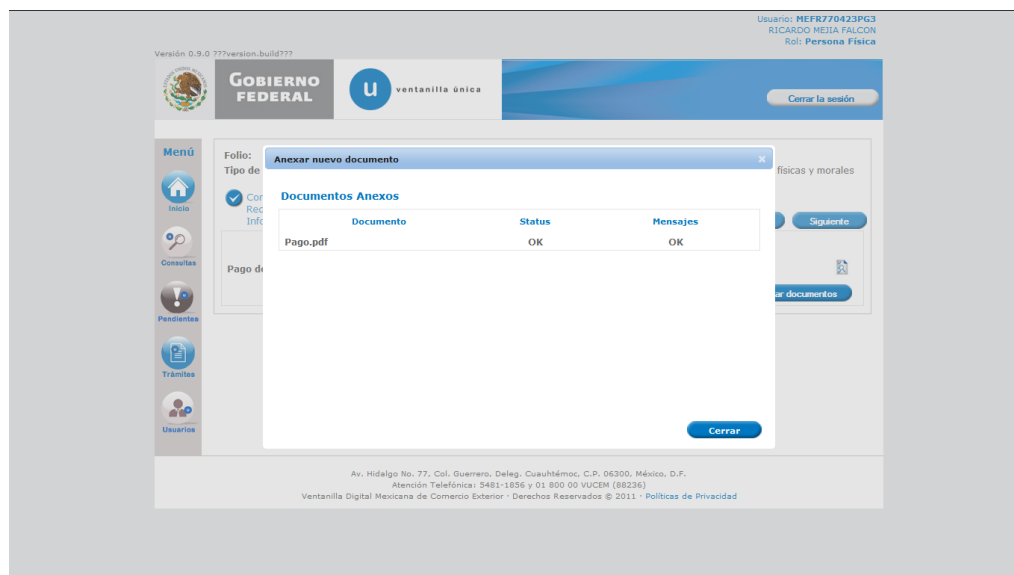 Usuario: MEFR770423PG3
RICARDO MEJIA FALCON
Rol: Persona Física
Versión 0.9.0 ???version.build???
GOBIERNO
FEDERAL
u ventanilla única
Cerrar la sesión
Menú
Inicio
Consultas
Pendientes
Trámites
Usuarios
Folio:
Tipo de
físicas y morales
Siguiente
Pago
ar documentos
Anexar nuevo documento x
Documentos Anexos
Documento Status Mensajes
Pago.pdf OK OK
Cerrar
Av. Hidalgo No. 77, Col. Guerrero, Deleg. Cuauhtémoc, C.P. 06300, México, D.F.
Atención Telefónica: 5481-1856 y 01 800 00 VUCEM (88236)
Ventanilla Digital Mexicana de Comercio Exterior · Derechos Reservados © 2011 · Políticas de Privacidad